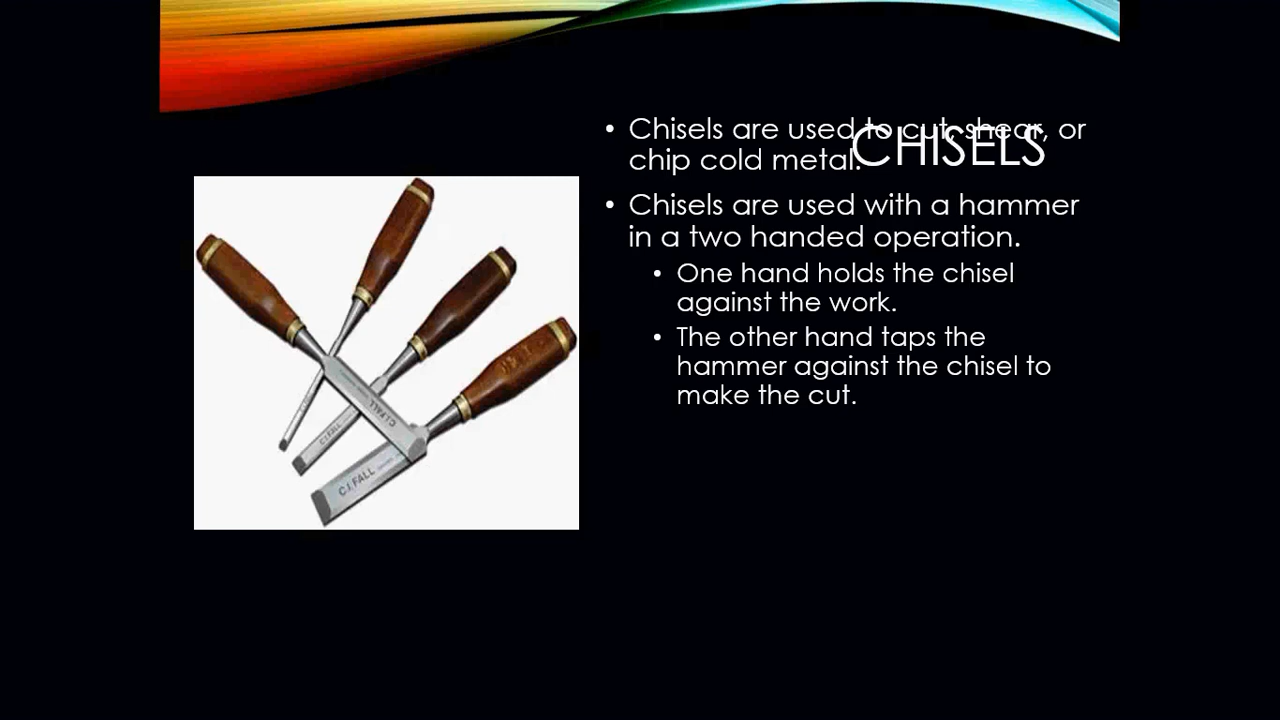 CHISELS
• Chisels are used to cut, shear, or
chip cold metal.
• Chisels are used with a hammer
in a two handed operation.
• One hand holds the chisel
against the work.
• The other hand taps the
hammer against the chisel to
make the cut.
C.I.FALL
C.I.FALL
C.I.FALL